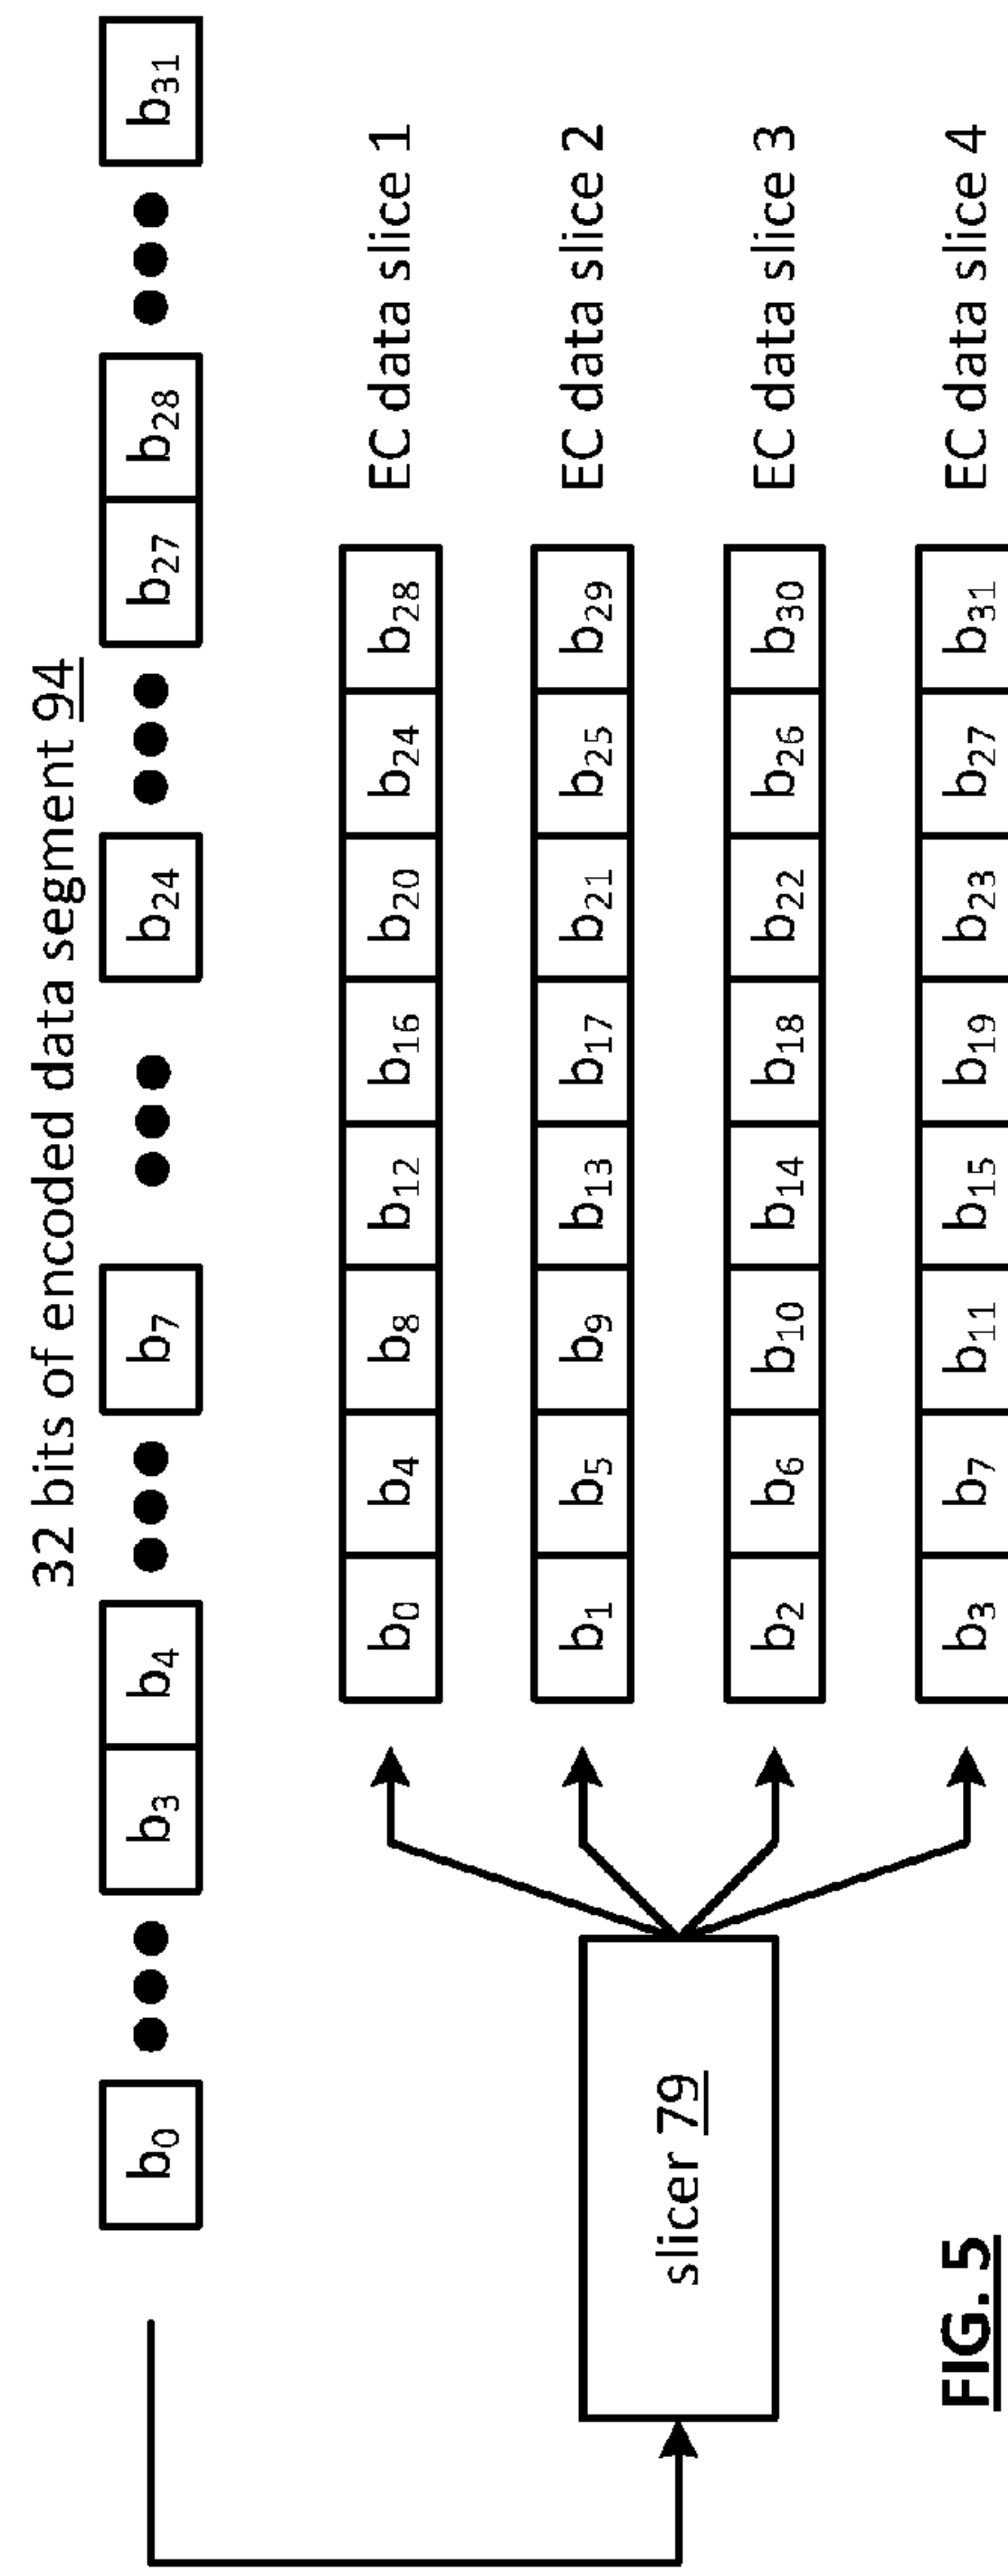 32 bits of encoded data segment 94
b0 ●●● b3 b4 ●●● b7 ●●● b24 ●●● b27 b28 ●●● b31
b0 b4 b8 b12 b16 b20 b24 b28 EC data slice 1
b1 b5 b9 b13 b17 b21 b25 b29 EC data slice 2
slicer 79
b2 b6 b10 b14 b18 b22 b26 b30 EC data slice 3
b3 b7 b11 b15 b19 b23 b27 b31 EC data slice 4
FIG. 5